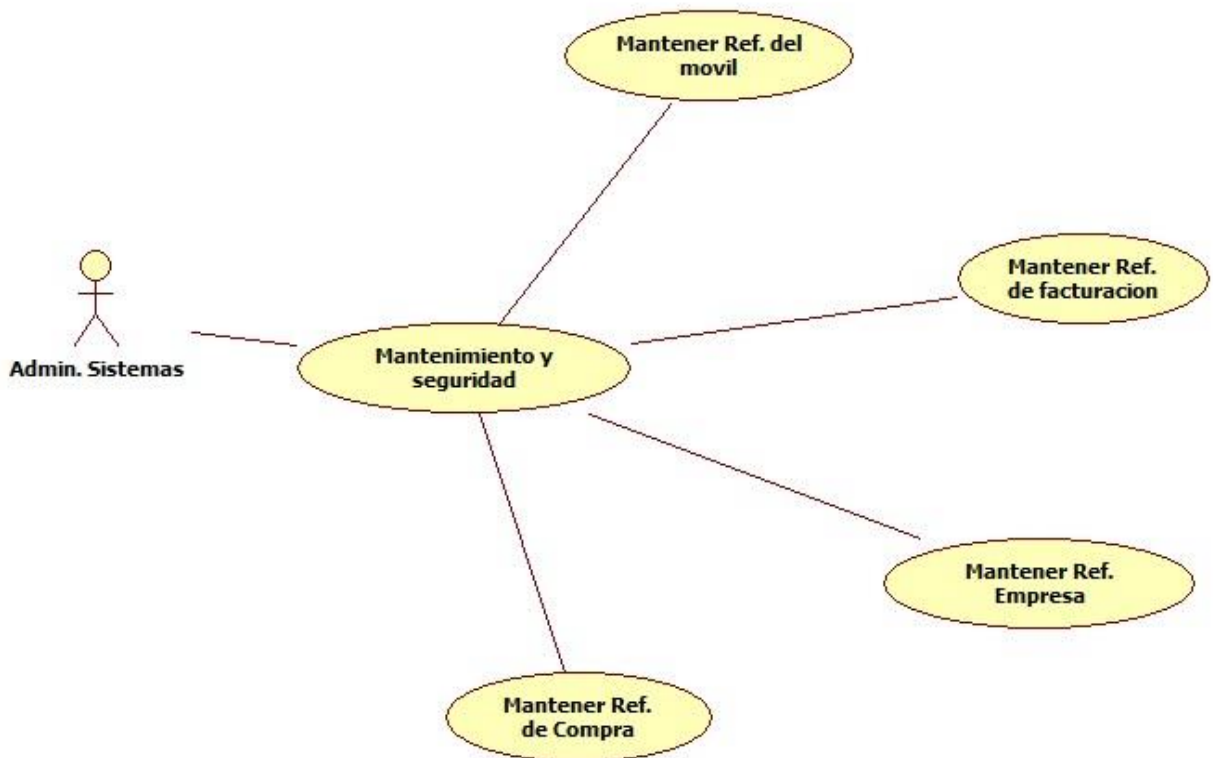 Mantener Ref. del
movil
Mantener Ref.
de facturacion
Admin. Sistemas
Mantenimiento y
seguridad
Mantener Ref.
Empresa
Mantener Ref.
de Compra